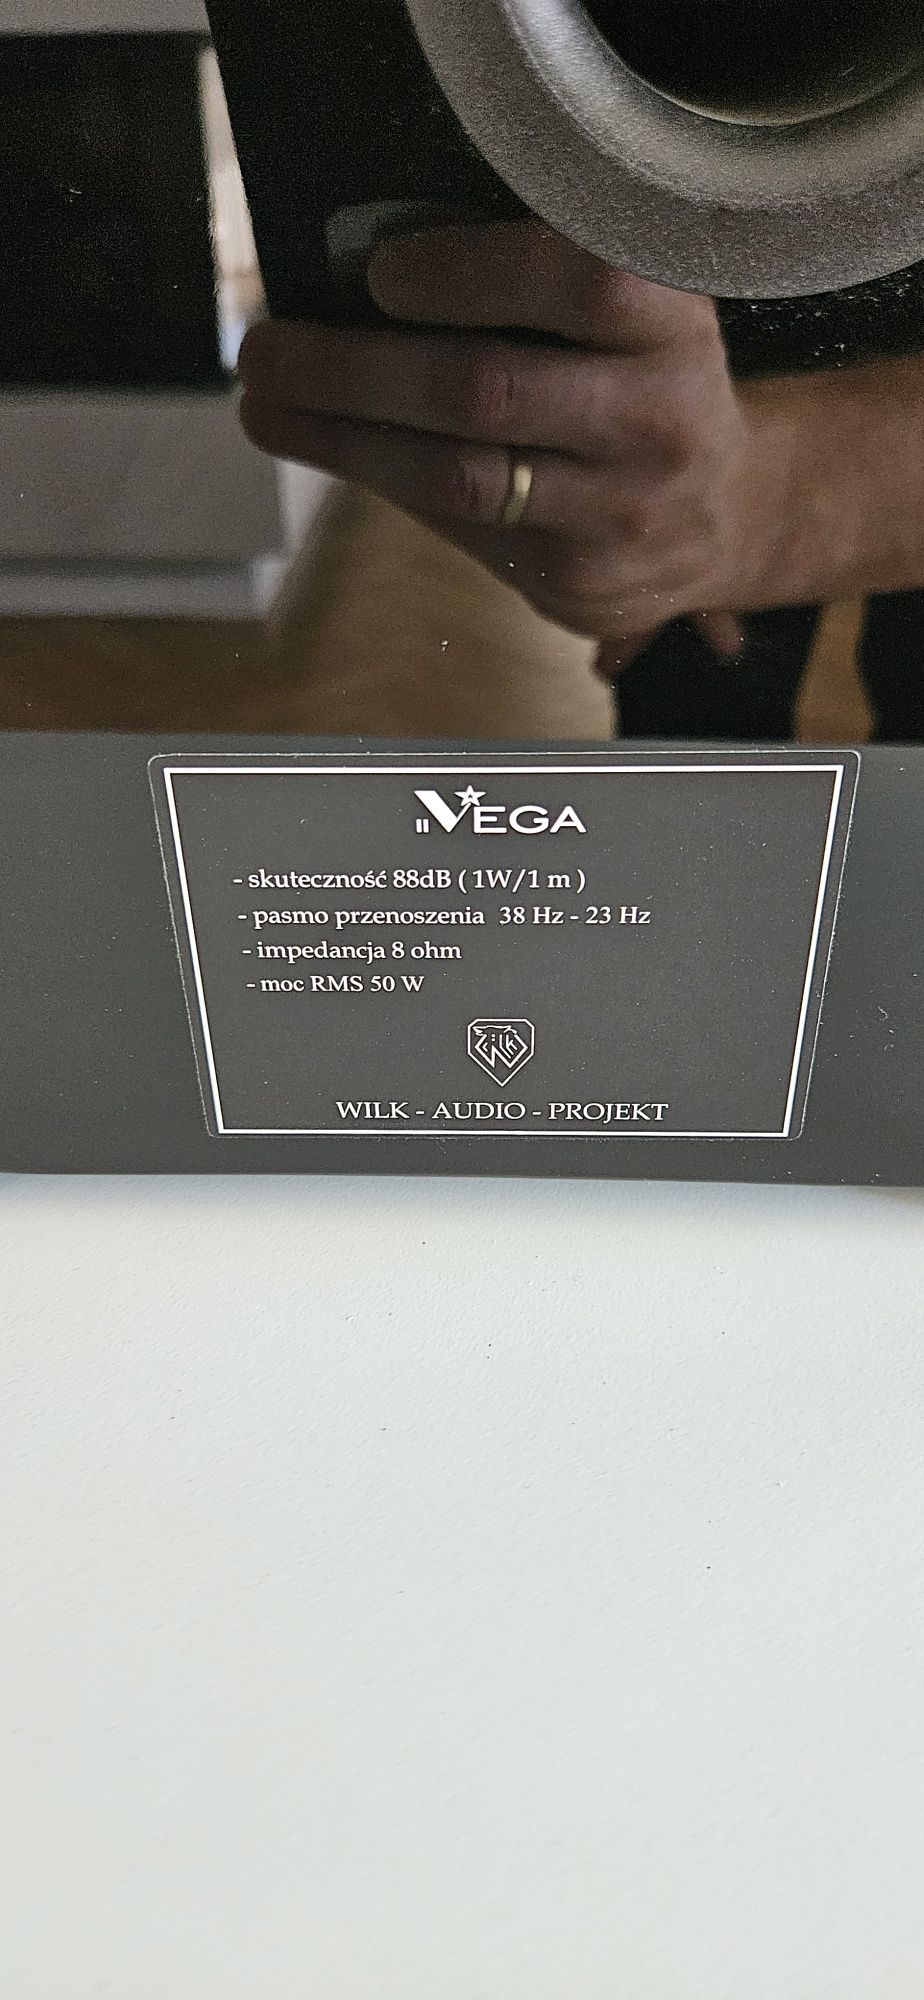 II VEGA
- skuteczność 88dB ( 1W/1 m )
- pasmo przenoszenia 38 Hz - 23 Hz
- impedancja 8 ohm
- moc RMS 50 W
WILK - AUDIO - PROJEKT